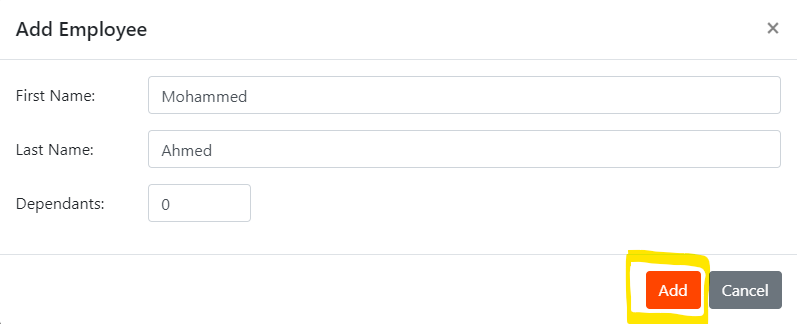 Add Employee ×
First Name: Mohammed
Last Name: Ahmed
Dependants: 0
Add Cancel